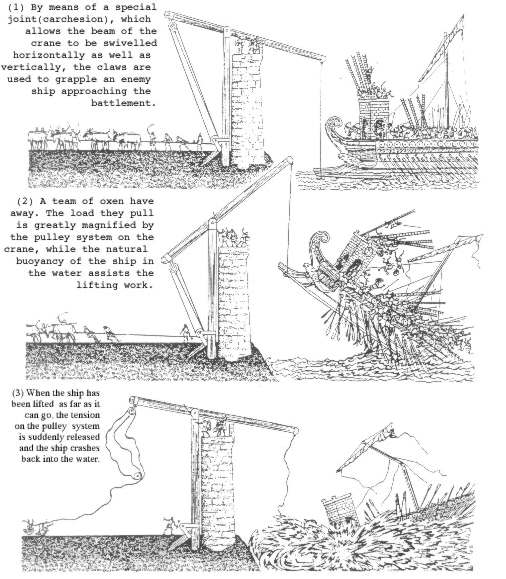 (1) By means of a special
joint(carchesion), which
allows the beam of the
crane to be swivelled
horizontally as well as
vertically, the claws are
used to grapple an enemy
ship approaching the
battlement.
(2) A team of oxen have
away. The load they pull
is greatly magnified by
the pulley system on the
crane, while the natural
buoyancy of the ship in
the water assists the
lifting work.
(3) When the ship has
been lifted as far as it
can go, the tension
on the pulley system
is suddenly released
and the ship crashes
back into the water.